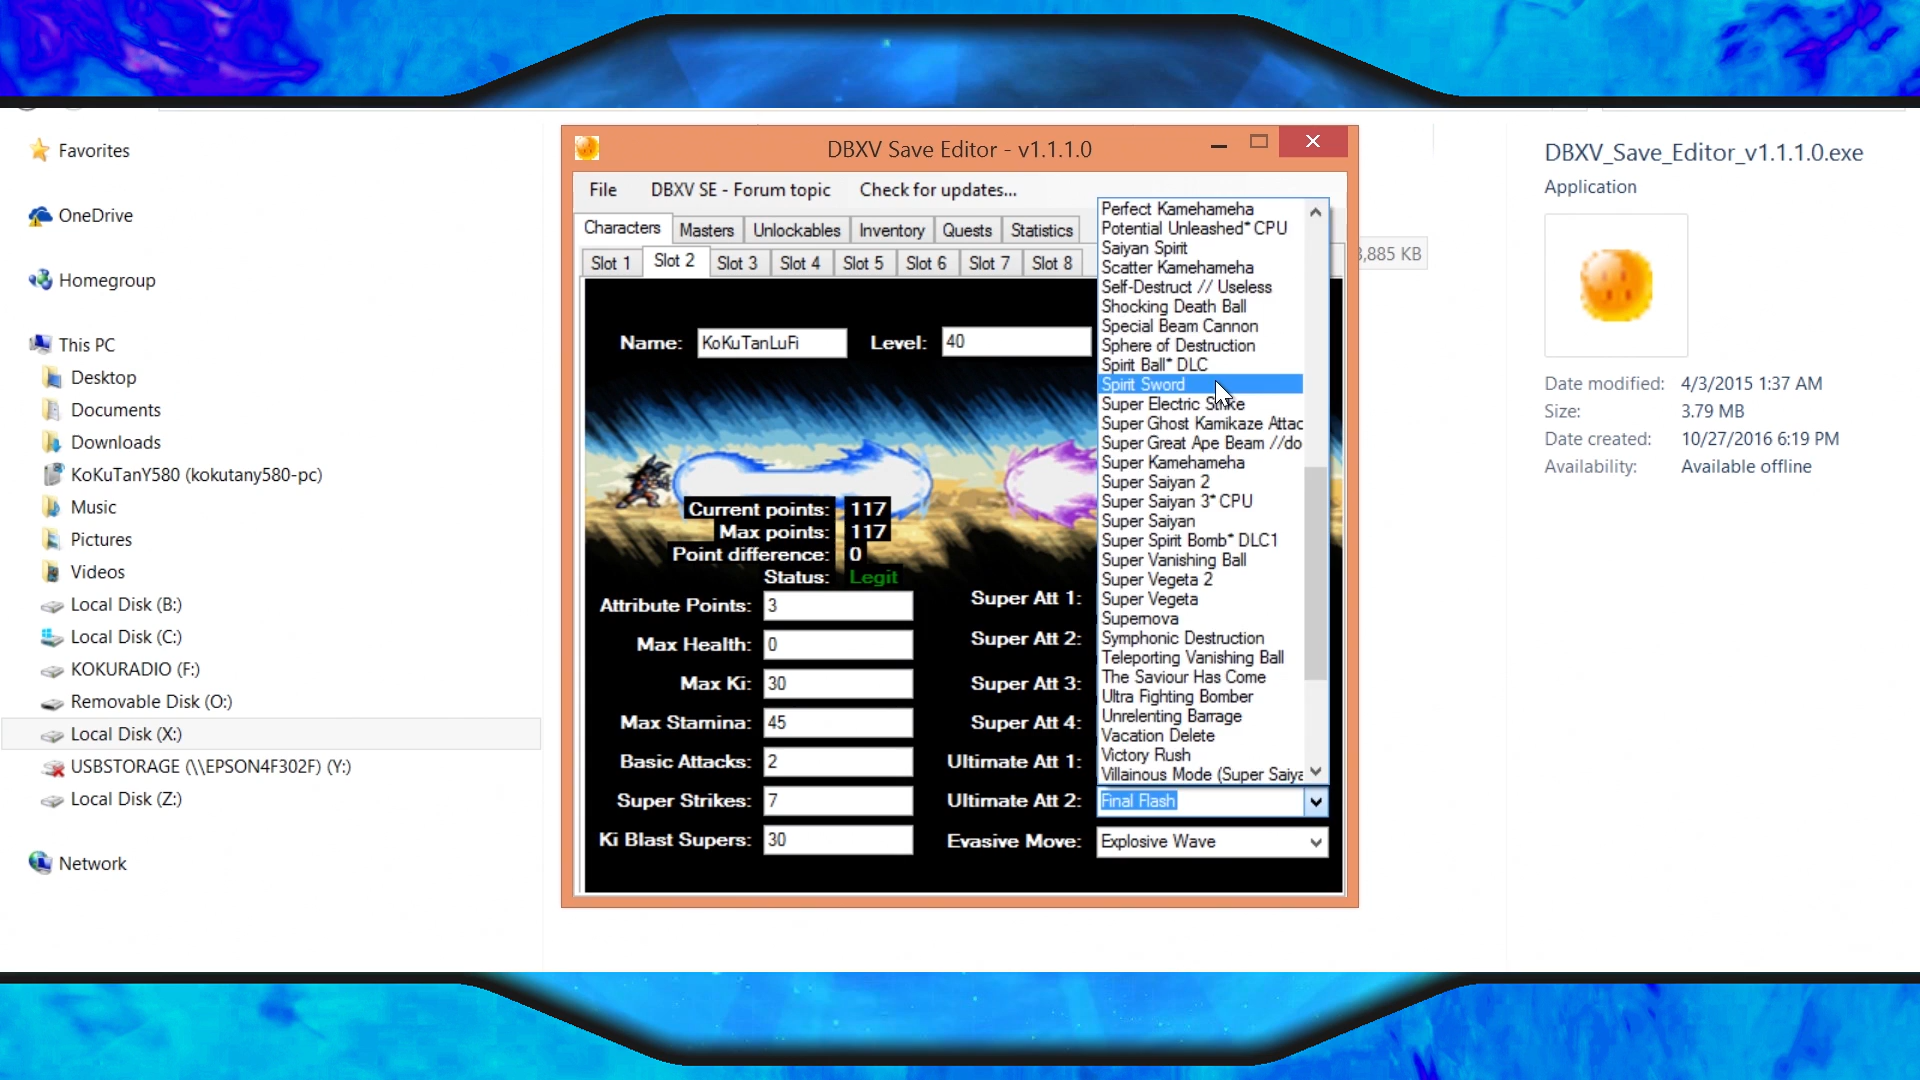 Favorites
OneDrive
Homegroup
This PC
Desktop
Documents
Downloads
KoKuTanY580 (kokutany580-pc)
Music
Pictures
Videos
Local Disk (B:)
Local Disk (C:)
KOKURADIO (F:)
Removable Disk (O:)
Local Disk (X:)
USBSTORAGE (\\EPSON4F302F) (Y:)
Local Disk (Z:)
Network
DBXV Save Editor - v1.1.1.0
File DBXV SE - Forum topic Check for updates...
Characters Masters Unlockables Inventory Quests Statistics
Slot 1 Slot 2 Slot 3 Slot 4 Slot 5 Slot 6 Slot 7 Slot 8
Name: KoKuTanLuFi Level: 40
Current points: 117
Max points: 117
Point difference: 0
Status: Legit
Attribute Points: 3
Max Health: 0
Max Ki: 30
Max Stamina: 45
Basic Attacks: 2
Super Strikes: 7
Ki Blast Supers: 30
Super Att 1:
Super Att 2:
Super Att 3:
Super Att 4:
Ultimate Att 1:
Ultimate Att 2: Final Flash
Evasive Move: Explosive Wave
Perfect Kamehameha
Potential Unleashed* CPU
Saiyan Spirit
Scatter Kamehameha
Self-Destruct // Useless
Shocking Death Ball
Special Beam Cannon
Sphere of Destruction
Spirit Ball* DLC
Spirit Sword
Super Electric Strike
Super Ghost Kamikaze Attac
Super Great Ape Beam //do
Super Kamehameha
Super Saiyan 2
Super Saiyan 3* CPU
Super Saiyan
Super Spirit Bomb* DLC1
Super Vanishing Ball
Super Vegeta 2
Super Vegeta
Supernova
Symphonic Destruction
Teleporting Vanishing Ball
The Saviour Has Come
Ultra Fighting Bomber
Unrelenting Barrage
Vacation Delete
Victory Rush
Villainous Mode (Super Saiya
,885 KB
DBXV_Save_Editor_v1.1.1.0.exe
Application
Date modified: 4/3/2015 1:37 AM
Size: 3.79 MB
Date created: 10/27/2016 6:19 PM
Availability: Available offline